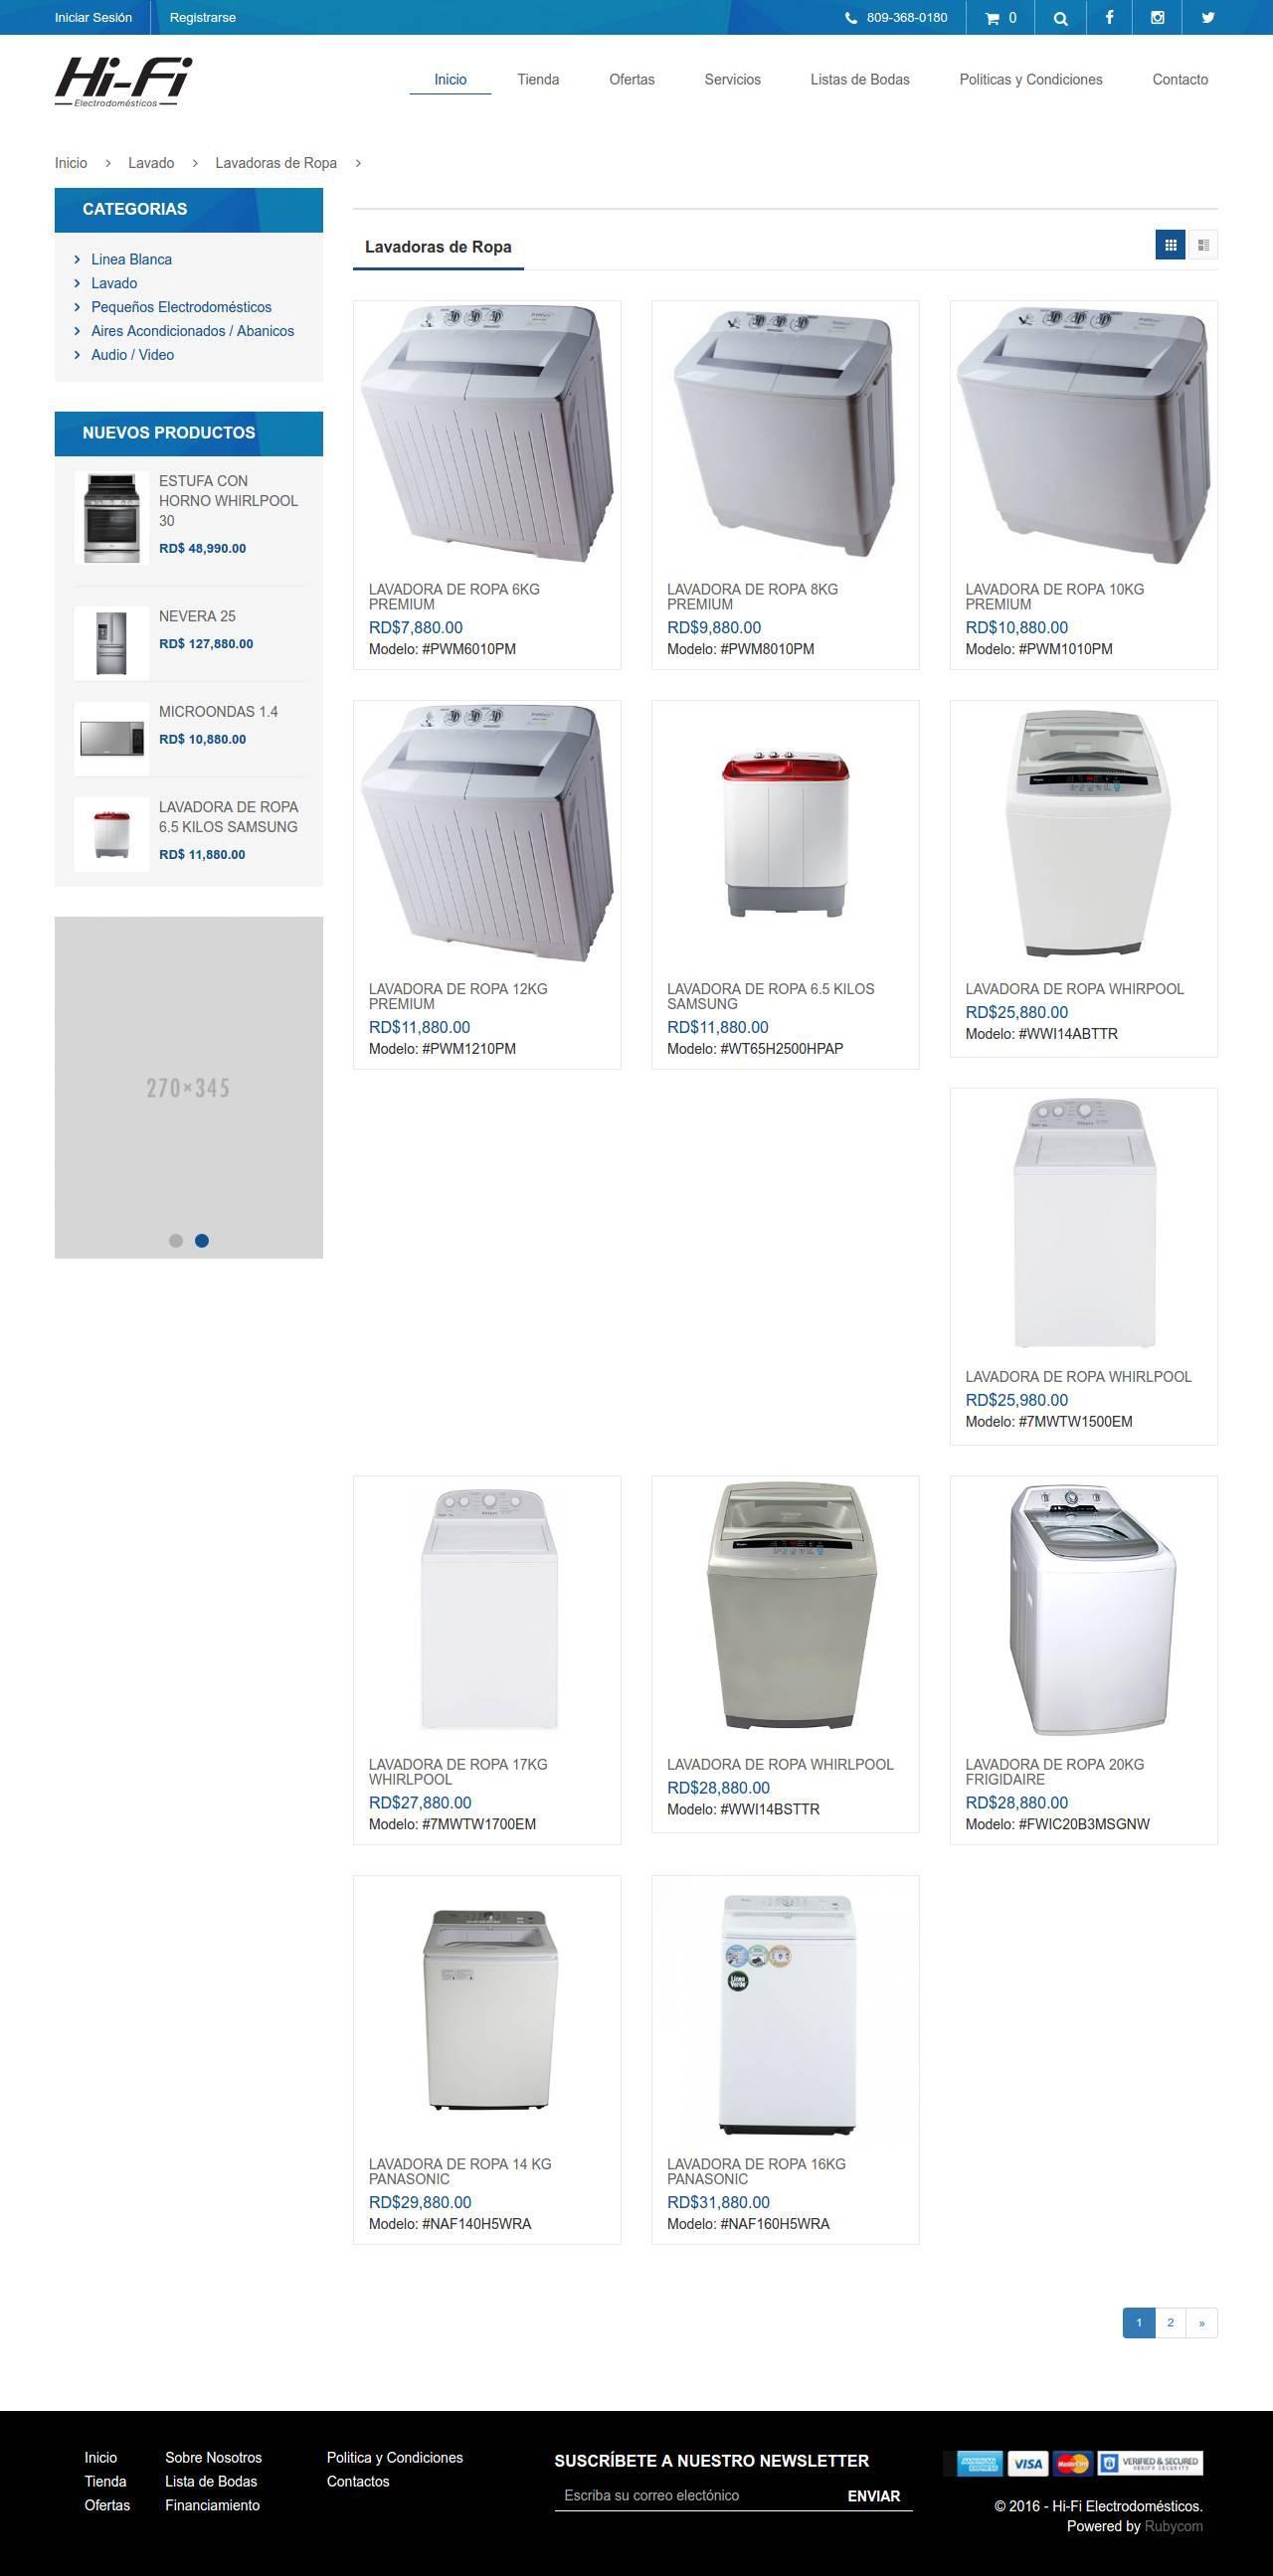 Iniciar Sesión Registrarse 809-368-0180 0
Hi-Fi
Electrodomésticos
Inicio Tienda Ofertas Servicios Listas de Bodas Politicas y Condiciones Contacto
Inicio > Lavado > Lavadoras de Ropa >
CATEGORIAS
Linea Blanca
Lavado
Pequeños Electrodomésticos
Aires Acondicionados / Abanicos
Audio / Video
NUEVOS PRODUCTOS
ESTUFA CON
HORNO WHIRLPOOL
30
RD$ 48,990.00
NEVERA 25
RD$ 127,880.00
MICROONDAS 1.4
RD$ 10,880.00
LAVADORA DE ROPA
6.5 KILOS SAMSUNG
RD$ 11,880.00
270×345
Lavadoras de Ropa
LAVADORA DE ROPA 6KG
PREMIUM
RD$7,880.00
Modelo: #PWM6010PM
LAVADORA DE ROPA 8KG
PREMIUM
RD$9,880.00
Modelo: #PWM8010PM
LAVADORA DE ROPA 10KG
PREMIUM
RD$10,880.00
Modelo: #PWM1010PM
LAVADORA DE ROPA 12KG
PREMIUM
RD$11,880.00
Modelo: #PWM1210PM
LAVADORA DE ROPA 6.5 KILOS
SAMSUNG
RD$11,880.00
Modelo: #WT65H2500HPAP
LAVADORA DE ROPA WHIRPOOL
RD$25,880.00
Modelo: #WWI14ABTTR
LAVADORA DE ROPA WHIRLPOOL
RD$25,980.00
Modelo: #7MWTW1500EM
LAVADORA DE ROPA 17KG
WHIRLPOOL
RD$27,880.00
Modelo: #7MWTW1700EM
LAVADORA DE ROPA WHIRLPOOL
RD$28,880.00
Modelo: #WWI14BSTTR
LAVADORA DE ROPA 20KG
FRIGIDAIRE
RD$28,880.00
Modelo: #FWIC20B3MSGNW
LAVADORA DE ROPA 14 KG
PANASONIC
RD$29,880.00
Modelo: #NAF140H5WRA
LAVADORA DE ROPA 16KG
PANASONIC
RD$31,880.00
Modelo: #NAF160H5WRA
1 2 »
Inicio Sobre Nosotros Politica y Condiciones
Tienda Lista de Bodas Contactos
Ofertas Financiamiento
SUSCRÍBETE A NUESTRO NEWSLETTER
Escriba su correo electónico ENVIAR
VISA MasterCard VERIFIED & SECURED
VERIFY SECURITY
© 2016 - Hi-Fi Electrodomésticos.
Powered by Rubycom